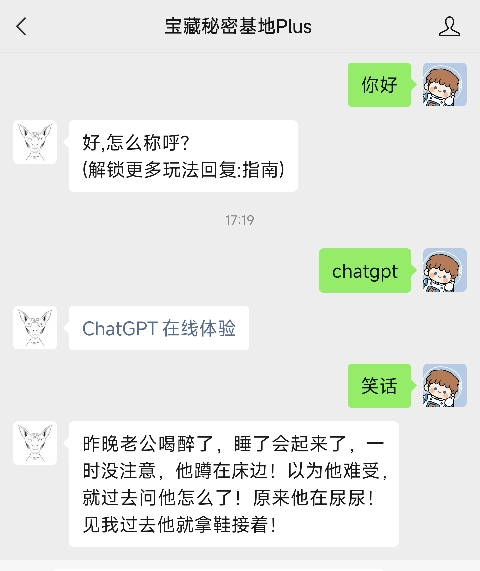 宝藏秘密基地Plus
你好
好,怎么称呼？
(解锁更多玩法回复:指南)
17:19
chatgpt
ChatGPT 在线体验
笑话
昨晚老公喝醉了，睡了会起来了，一
时没注意，他蹲在床边！以为他难受，
就过去问他怎么了！原来他在尿尿！
见我过去他就拿鞋接着！